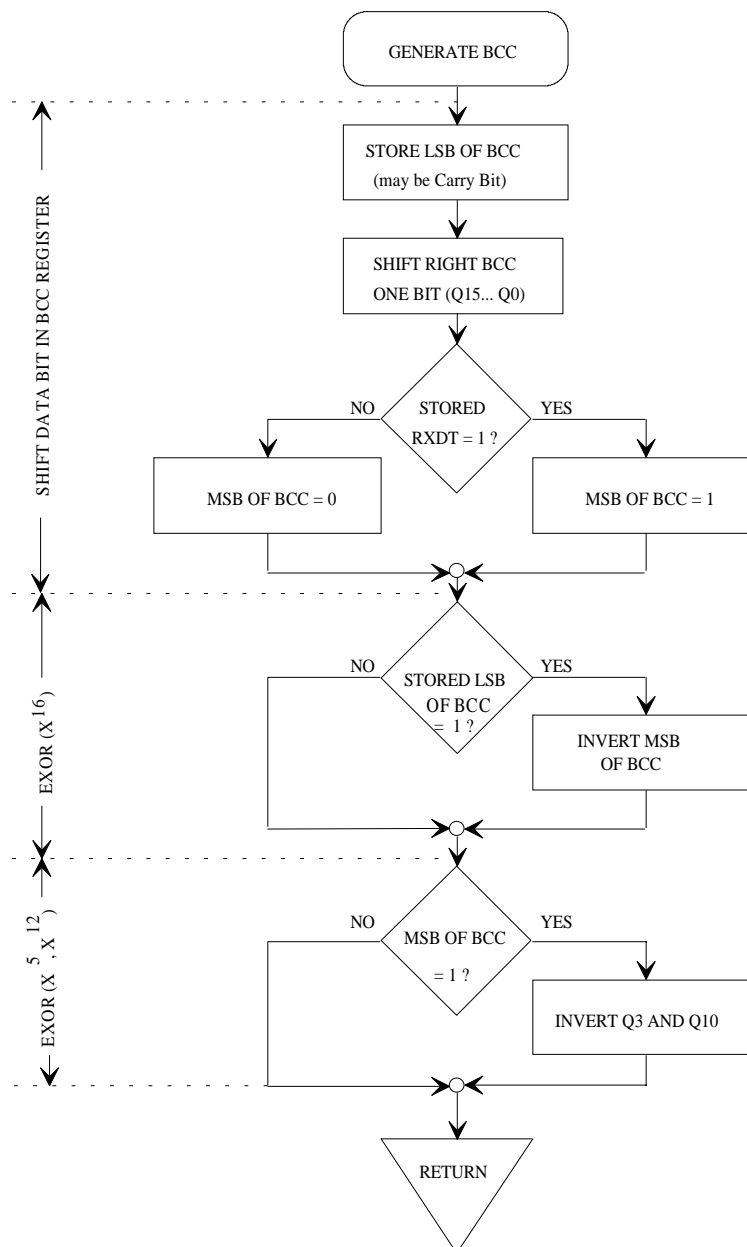 GENERATE BCC
STORE LSB OF BCC
(may be Carry Bit)
SHIFT RIGHT BCC
ONE BIT (Q15... Q0)
SHIFT DATA BIT IN BCC REGISTER
NO
STORED
RXDT = 1 ?
YES
MSB OF BCC = 0
MSB OF BCC = 1
EXOR (X 16)
NO
STORED LSB
OF BCC
= 1 ?
YES
INVERT MSB
OF BCC
EXOR (X 5, X 12)
NO
MSB OF BCC
= 1 ?
YES
INVERT Q3 AND Q10
RETURN